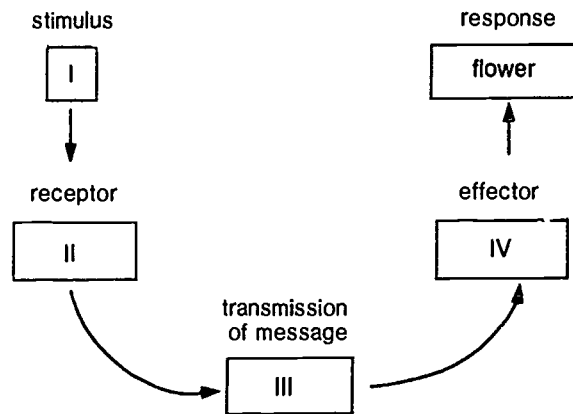 stimulus
I
receptor
II
transmission
of message
III
effector
IV
response
flower